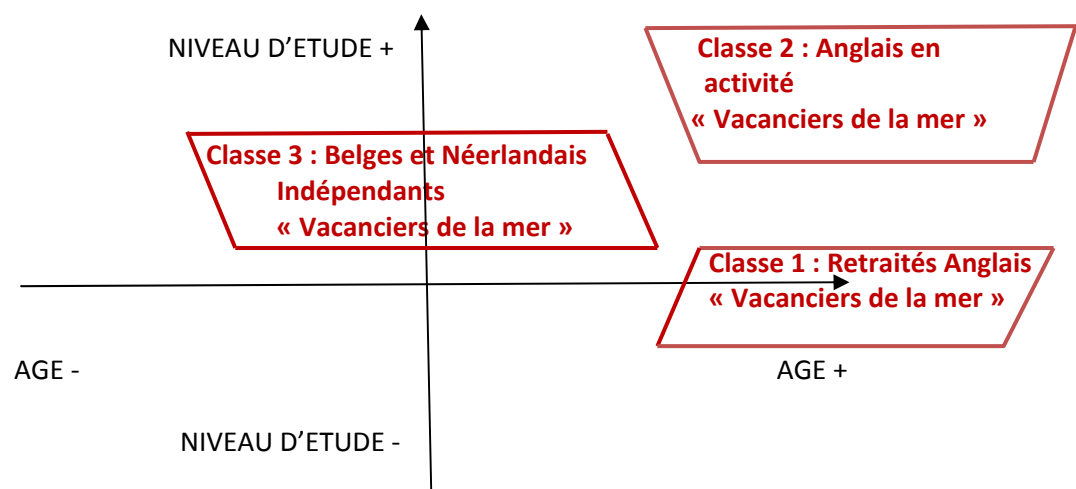 NIVEAU D’ETUDE +
Classe 2 : Anglais en
activité
« Vacanciers de la mer »
Classe 3 : Belges et Néerlandais
Indépendants
« Vacanciers de la mer »
Classe 1 : Retraités Anglais
« Vacanciers de la mer »
AGE -
AGE +
NIVEAU D’ETUDE -